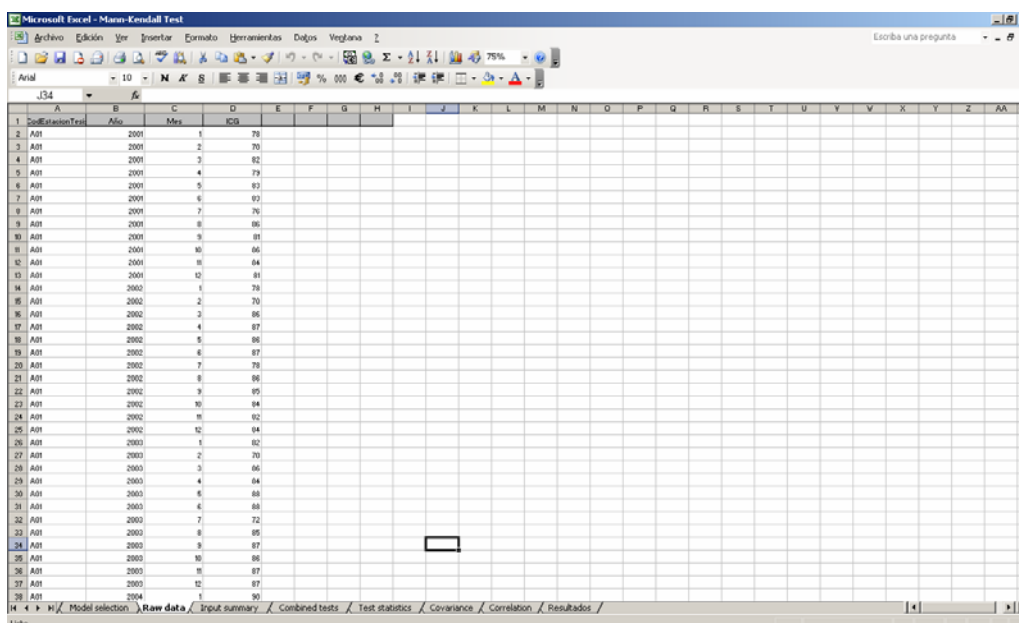 Microsoft Excel - Mann-Kendall Test
Archivo Edición Ver Insertar Formato Herramientas Datos Ventana ? Escriba una pregunta
75%
Arial 10 N K S % 000 €
J34 fx
A B C D E F G H I J K L M N O P Q R S T U V W X Y Z AA
1 Año Mes ICG
2 A01 2001 1 78
3 A01 2001 2 70
4 A01 2001 3 82
5 A01 2001 4 79
6 A01 2001 5 83
7 A01 2001 6 83
8 A01 2001 7 76
9 A01 2001 8 86
10 A01 2001 9 81
11 A01 2001 10 86
12 A01 2001 11 84
13 A01 2001 12 81
14 A01 2002 1 78
15 A01 2002 2 70
16 A01 2002 3 86
17 A01 2002 4 87
18 A01 2002 5 86
19 A01 2002 6 87
20 A01 2002 7 78
21 A01 2002 8 86
22 A01 2002 9 85
23 A01 2002 10 84
24 A01 2002 11 82
25 A01 2002 12 84
26 A01 2003 1 82
27 A01 2003 2 70
28 A01 2003 3 86
29 A01 2003 4 84
30 A01 2003 5 88
31 A01 2003 6 88
32 A01 2003 7 72
33 A01 2003 8 85
34 A01 2003 9 87
35 A01 2003 10 86
36 A01 2003 11 87
37 A01 2003 12 87
38 A01 2004 1 90
Model selection Raw data Input summary Combined tests Test statistics Covariance Correlation Resultados